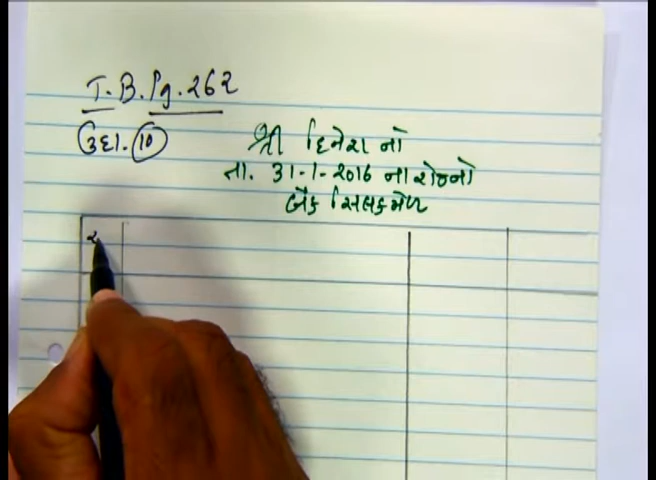 T.B. Pg. 262
ઉદા. 10
શ્રી દિનેશ નો
તા. 31-1-2016 ના રોજનો
બેંક સિલકમેળ